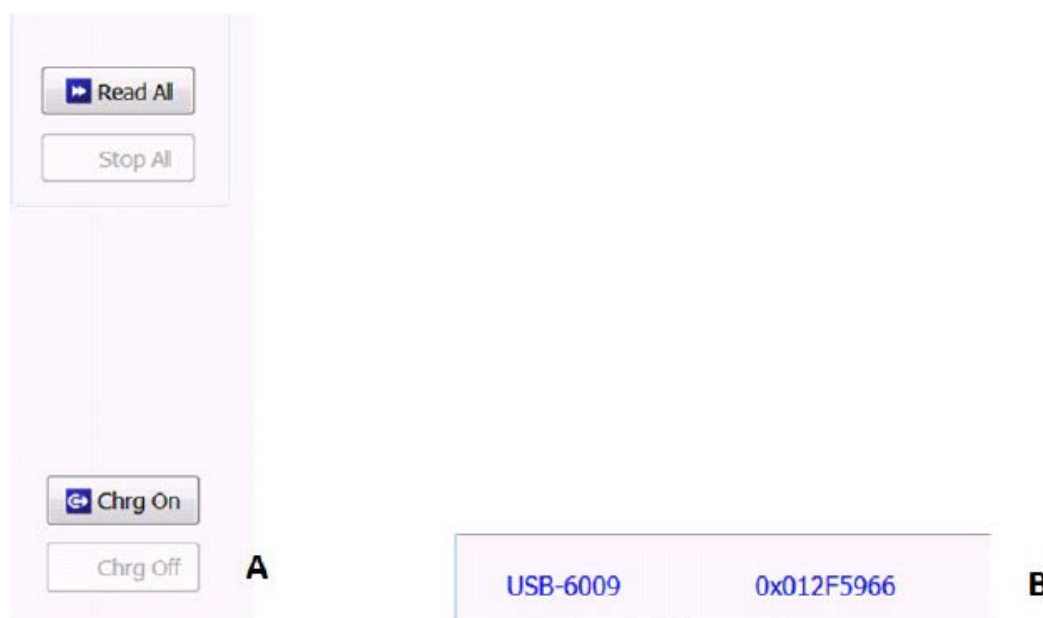 Read All
Stop All
Chrg On
Chrg Off
A
USB-6009 0x012F5966
B